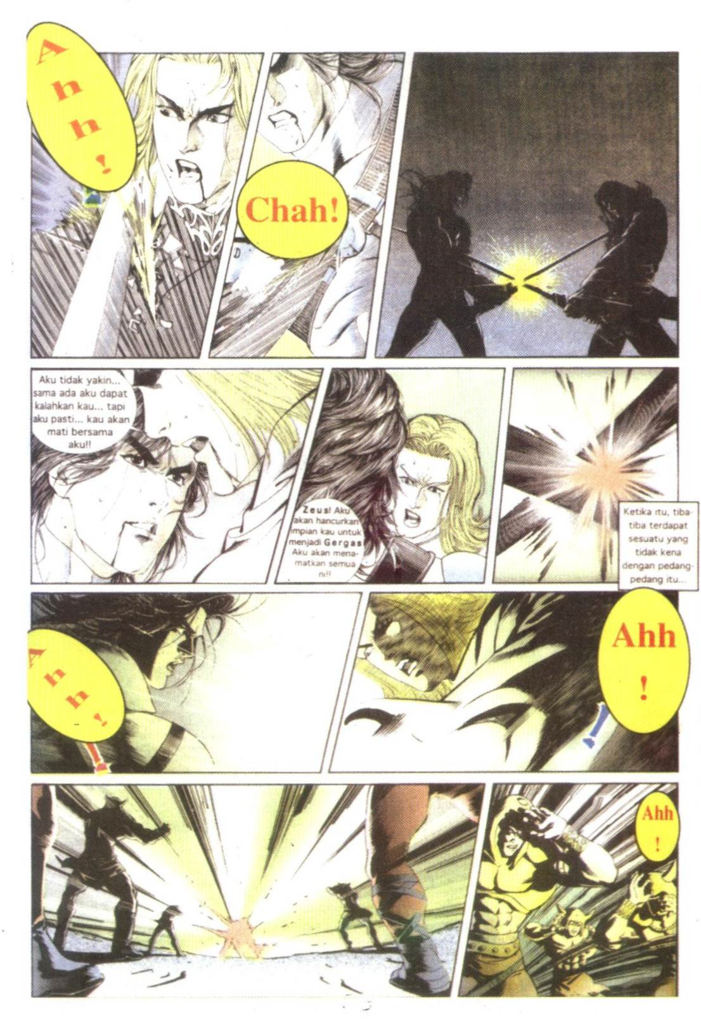 Ahh!
Chah!
Aku tidak yakin...
sama ada aku dapat
kalahkan kau... tapi
aku pasti... kau akan
mati bersama
aku!!
Zeus! Aku
akan hancurkan
impian kau untuk
menjadi Gergasi
Aku akan mena-
matkan semua
ni!!
Ketika itu, tiba-
tiba terdapat
sesuatu yang
tidak kena
dengan pedang-
pedang itu...
Ahh!
Ahh
!
Ahh
!